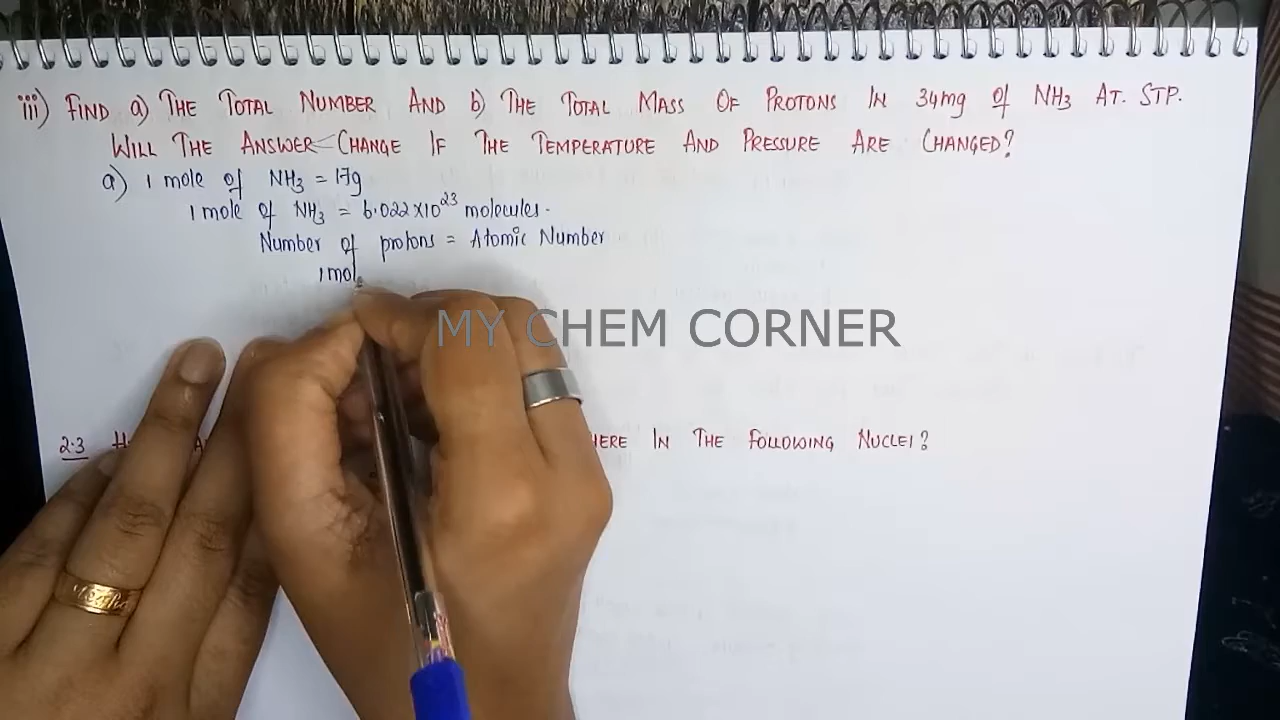 iii) FIND a) THE TOTAL NUMBER AND b) THE TOTAL MASS OF PROTONS IN 34mg Of NH3 AT. STP.
WILL THE ANSWER CHANGE IF THE TEMPERATURE AND PRESSURE ARE CHANGED?
a) 1 mole of NH3 = 17g
1 mole of NH3 = 6.022×10^23 molecules.
Number of protons = Atomic Number
1 mole
MY CHEM CORNER
2.3 IN THE FOLLOWING NUCLEI?